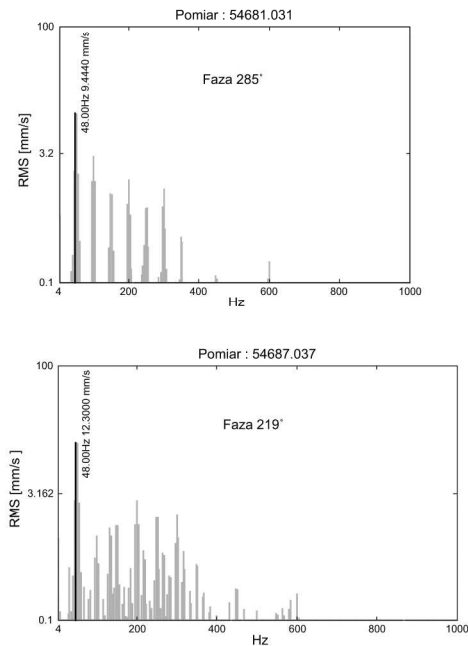 Pomiar : 54681.031
100
48.00Hz 9.4440 mm/s
Faza 285°
RMS [mm/s]
3.2
0.1
4 200 400 600 800 1000
Hz
Pomiar : 54687.037
100
48.00Hz 12.3000 mm/s
Faza 219°
RMS [mm/s ]
3.162
0.1
4 200 400 600 800 1000
Hz